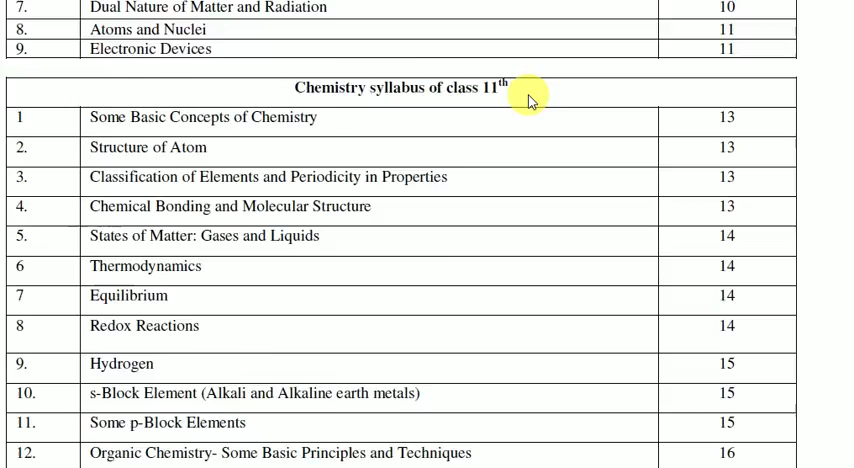 7. Dual Nature of Matter and Radiation 10
8. Atoms and Nuclei 11
9. Electronic Devices 11
Chemistry syllabus of class 11th
1 Some Basic Concepts of Chemistry 13
2. Structure of Atom 13
3. Classification of Elements and Periodicity in Properties 13
4. Chemical Bonding and Molecular Structure 13
5. States of Matter: Gases and Liquids 14
6 Thermodynamics 14
7 Equilibrium 14
8 Redox Reactions 14
9. Hydrogen 15
10. s-Block Element (Alkali and Alkaline earth metals) 15
11. Some p-Block Elements 15
12. Organic Chemistry- Some Basic Principles and Techniques 16